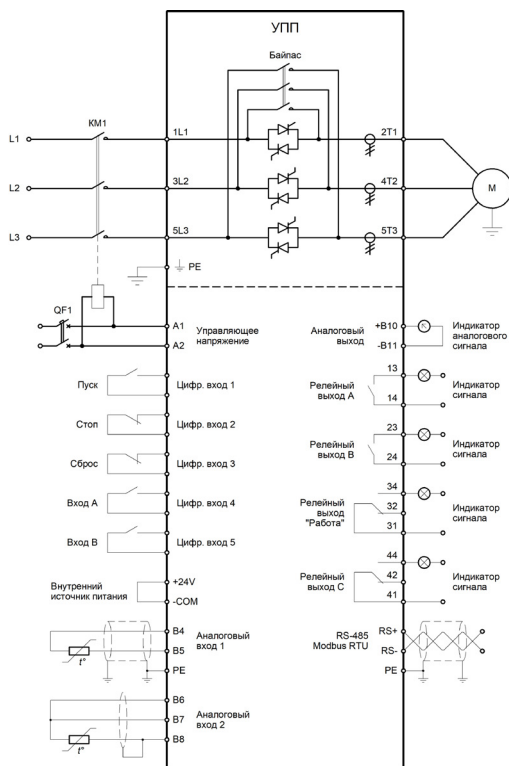 УПП
Байпас
КМ1
L1
1L1
2T1
L2
3L2
4T2
M
L3
5L3
5T3
PE
QF1
A1
A2
Управляющее
напряжение
Аналоговый
выход
+B10
-B11
Индикатор
аналогового
сигнала
Пуск
Цифр. вход 1
Релейный
выход А
13
14
Индикатор
сигнала
Стоп
Цифр. вход 2
Релейный
выход В
23
24
Индикатор
сигнала
Сброс
Цифр. вход 3
Вход А
Цифр. вход 4
Релейный
выход
"Работа"
34
32
31
Индикатор
сигнала
Вход В
Цифр. вход 5
Внутренний
источник питания
+24V
-COM
Релейный
выход С
44
42
41
Индикатор
сигнала
t°
B4
B5
PE
Аналоговый
вход 1
RS-485
Modbus RTU
RS+
RS-
PE
t°
B6
B7
B8
Аналоговый
вход 2